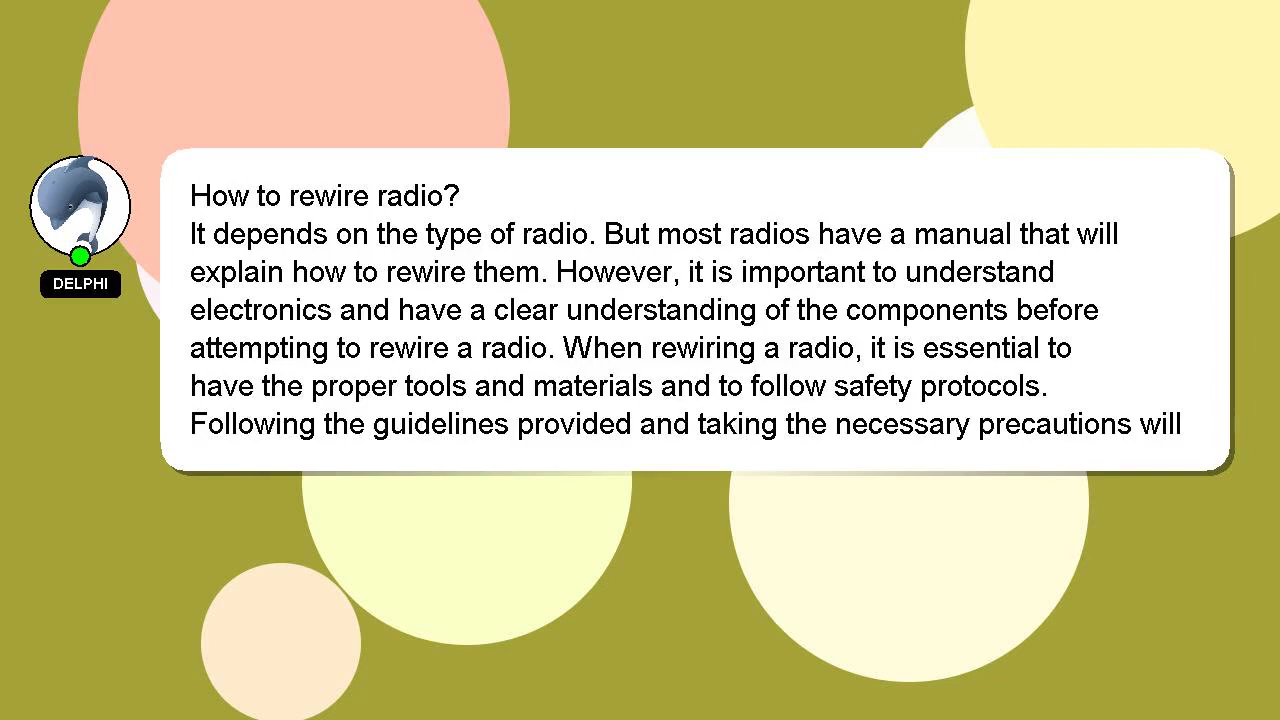 How to rewire radio?
It depends on the type of radio. But most radios have a manual that will
explain how to rewire them. However, it is important to understand
electronics and have a clear understanding of the components before
attempting to rewire a radio. When rewiring a radio, it is essential to
have the proper tools and materials and to follow safety protocols.
Following the guidelines provided and taking the necessary precautions will
DELPHI